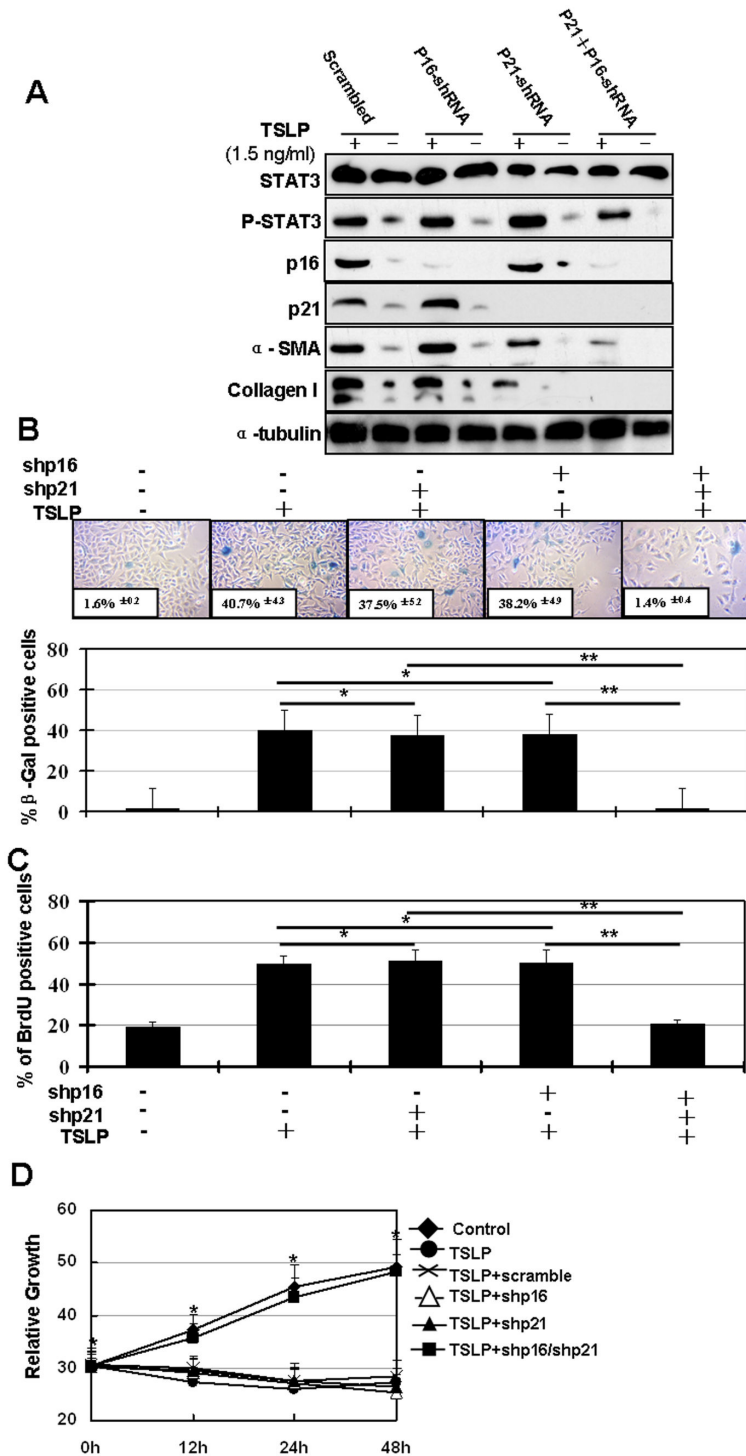 A
Scrambled
P16-shRNA
P21-shRNA
P21+P16-shRNA
TSLP
(1.5 ng/ml)
+ − + − + − + −
STAT3
P-STAT3
p16
p21
α-SMA
Collagen I
α-tubulin
B
shp16 - - - + +
shp21 - - + - +
TSLP - + + + +
1.6% ±0.2
40.7% ±4.3
37.5% ±5.2
38.2% ±4.9
1.4% ±0.4
% β-Gal positive cells
80
60
40
20
0
**
*
*
**
C
% of BrdU positive cells
80
60
40
20
0
**
*
*
**
shp16 - - - + +
shp21 - - + - +
TSLP - + + + +
D
Relative Growth
60
50
40
30
20
* * * *
0h 12h 24h 48h
Control
TSLP
TSLP+scramble
TSLP+shp16
TSLP+shp21
TSLP+shp16/shp21